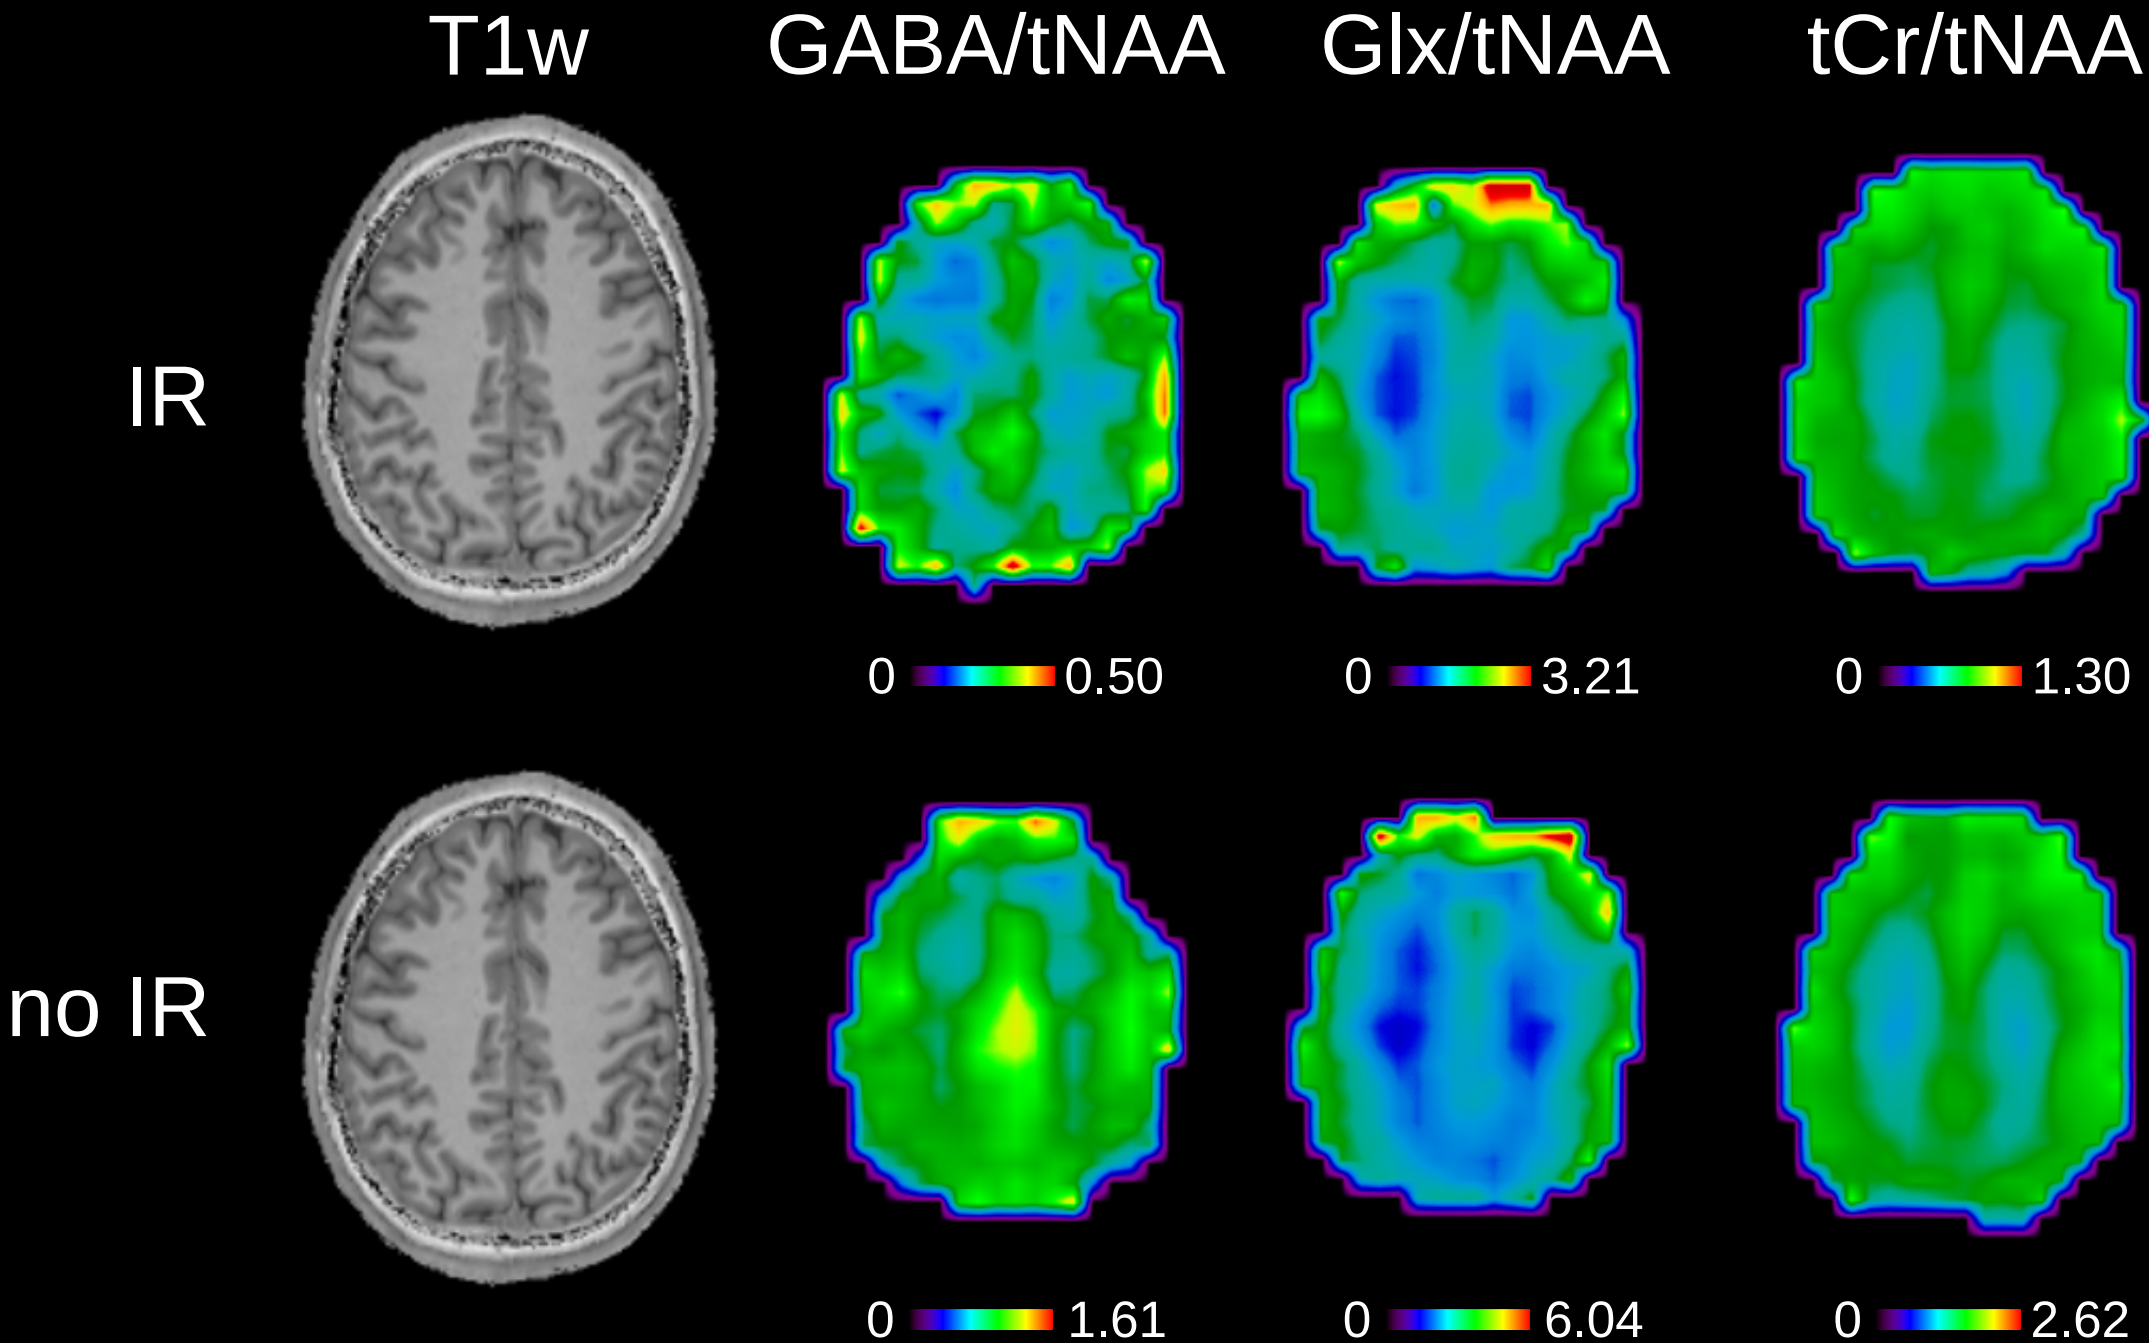 T1w GABA/tNAA Glx/tNAA tCr/tNAA
IR
0 0.50 0 3.21 0 1.30
no IR
0 1.61 0 6.04 0 2.62